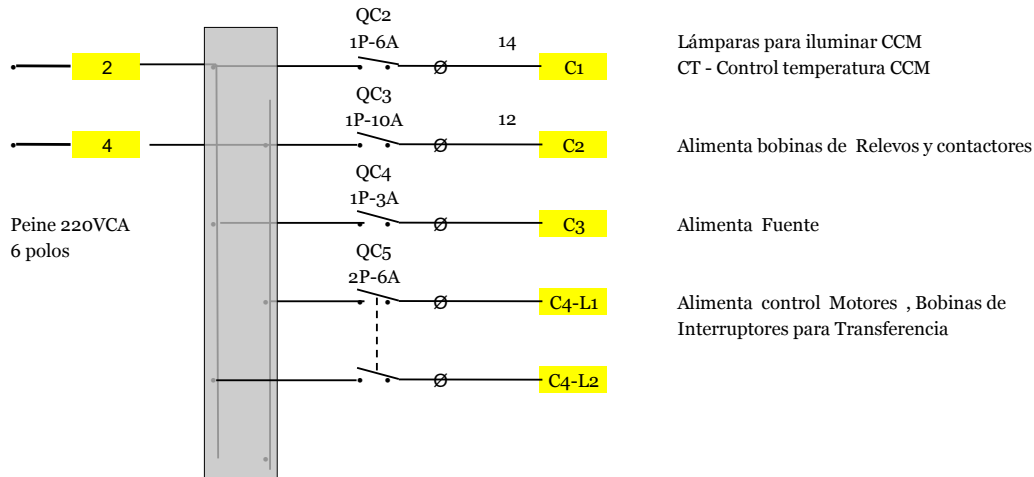 QC2
1P-6A
14
Lámparas para iluminar CCM
2
C1
CT - Control temperatura CCM
QC3
1P-10A
12
4
C2
Alimenta bobinas de Relevos y contactores
QC4
1P-3A
Peine 220VCA
6 polos
C3
Alimenta Fuente
QC5
2P-6A
C4-L1
Alimenta control Motores , Bobinas de
Interruptores para Transferencia
C4-L2